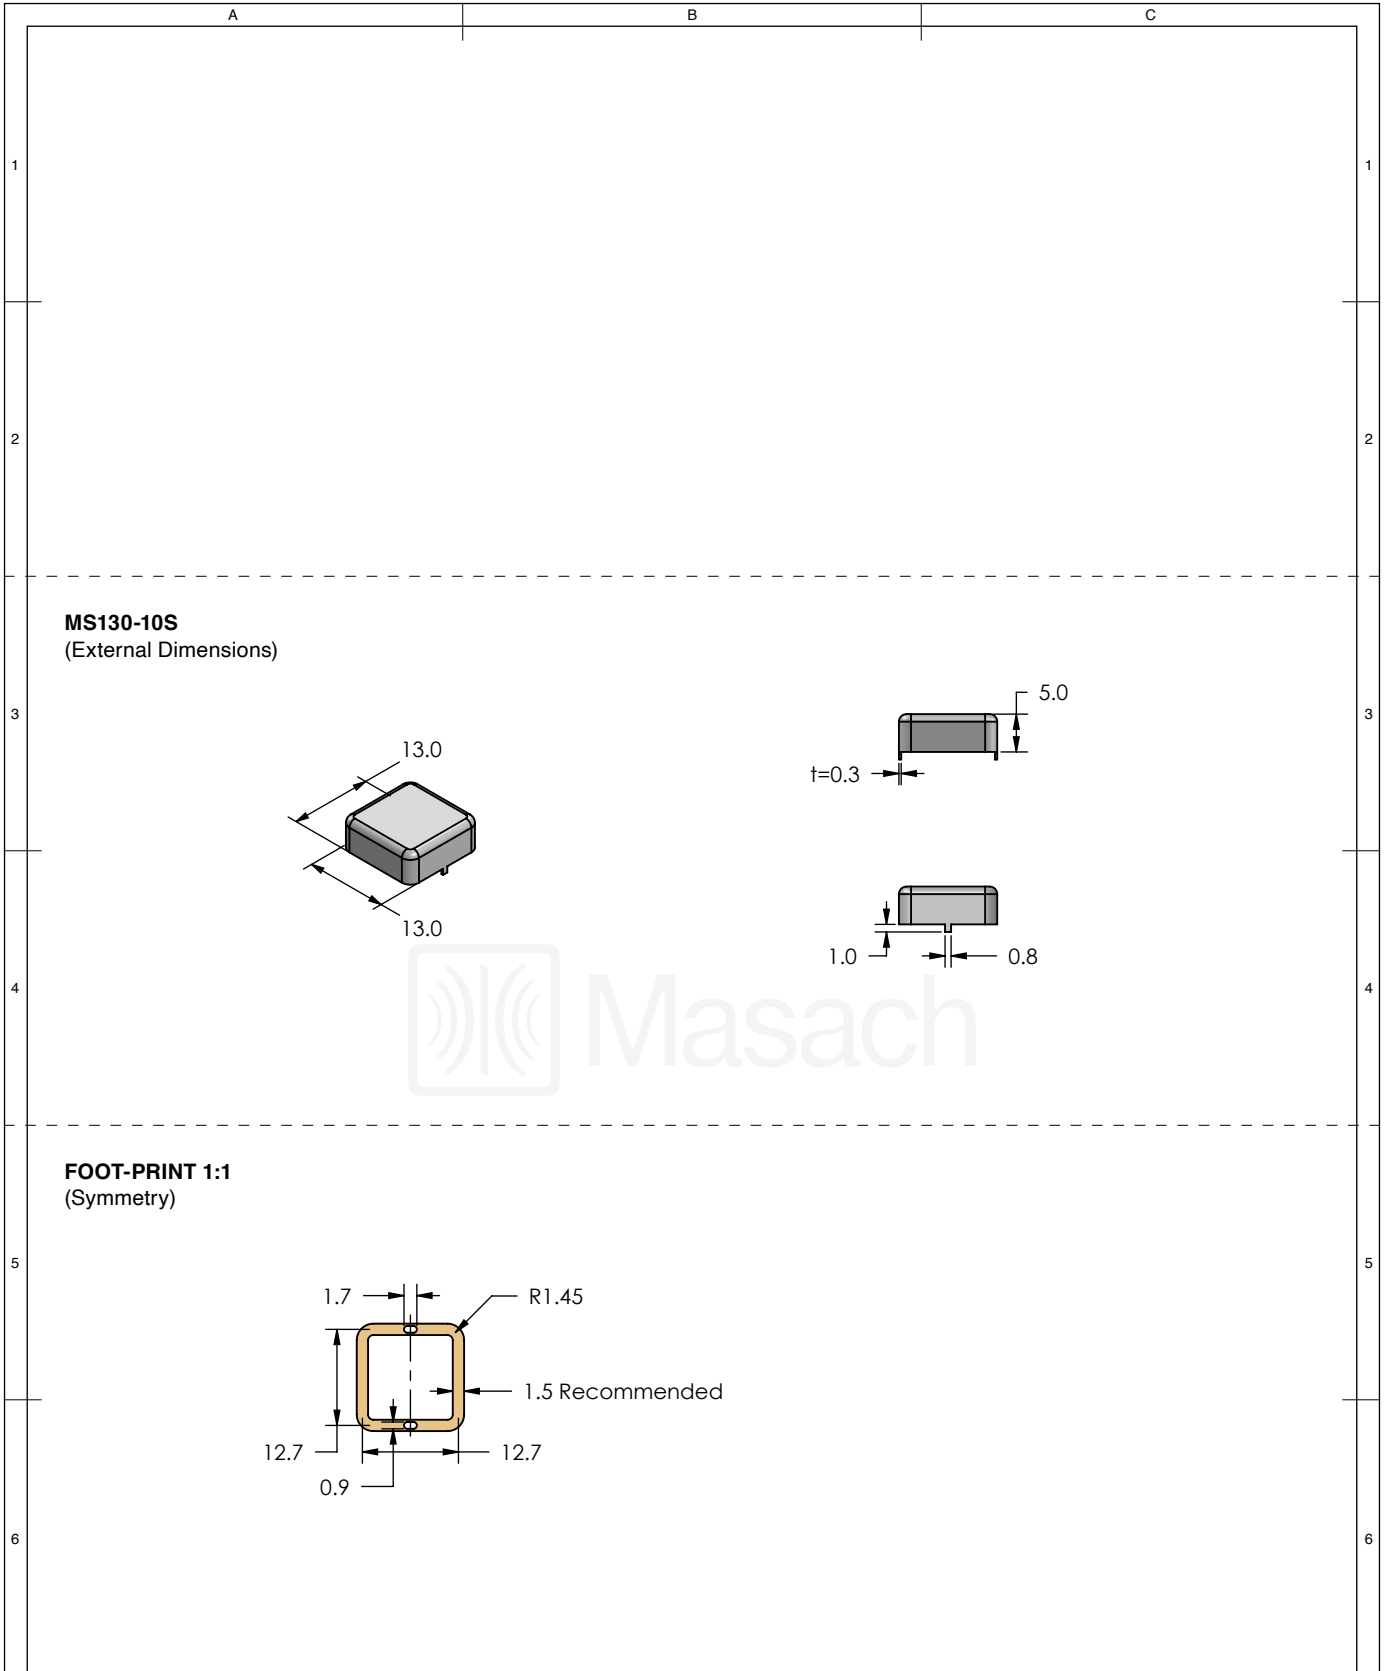 A B C
1 1
2 2
MS130-10S
(External Dimensions)
3 3
5.0
13.0
t=0.3
13.0
1.0 0.8
4 4
Masach
FOOT-PRINT 1:1
(Symmetry)
5 5
1.7 R1.45
1.5 Recommended
12.7 12.7
0.9
6 6